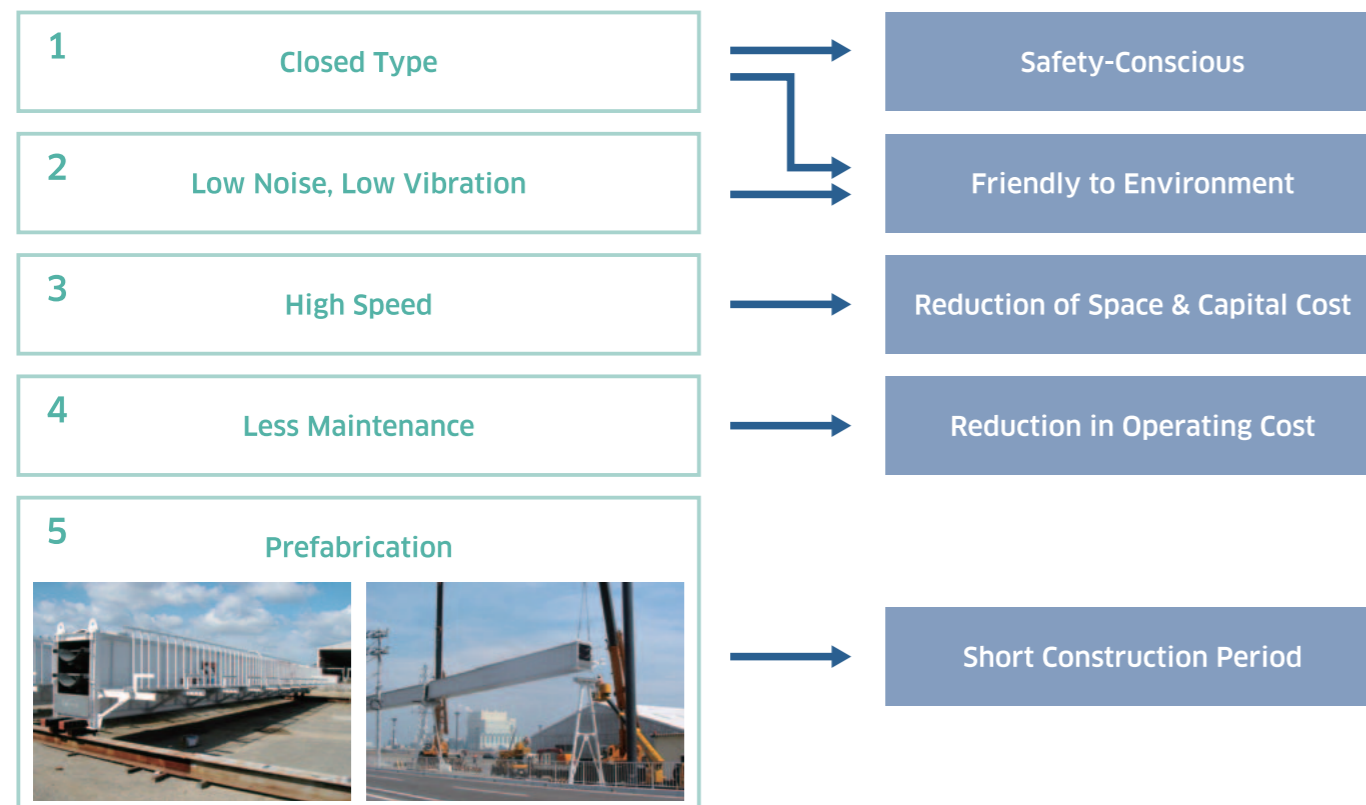 1
Closed Type
Safety-Conscious
2
Low Noise, Low Vibration
Friendly to Environment
3
High Speed
Reduction of Space & Capital Cost
4
Less Maintenance
Reduction in Operating Cost
5
Prefabrication
Short Construction Period